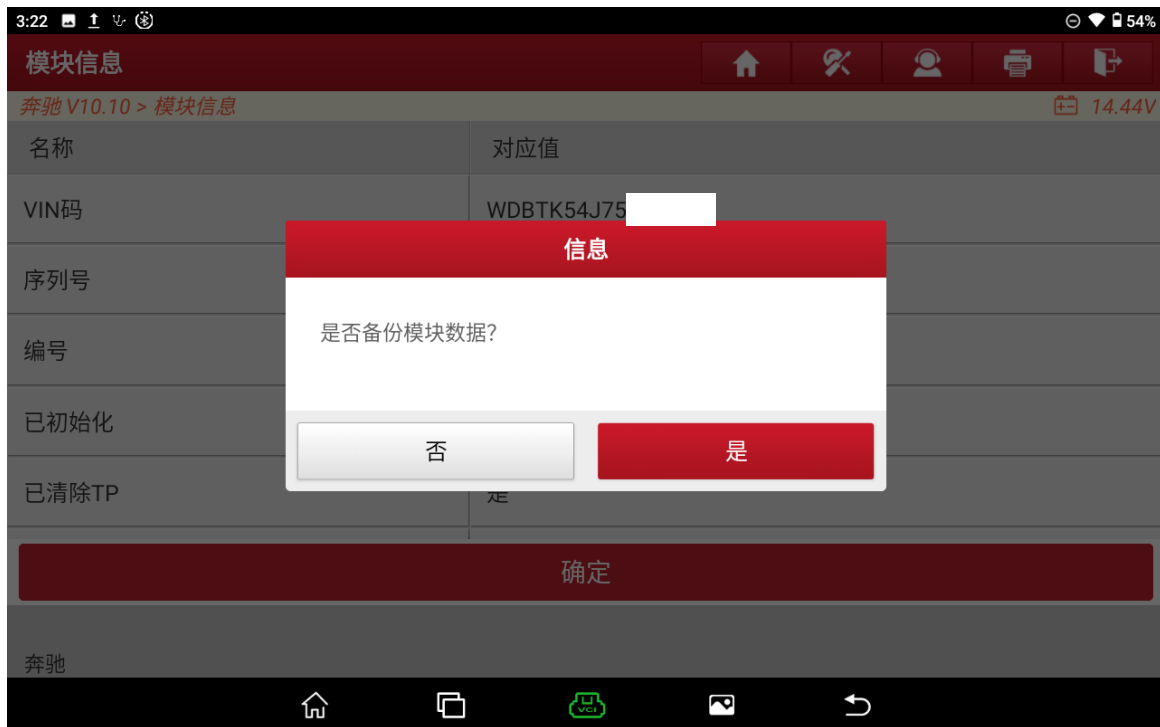 3:22 54%
模块信息
奔驰 V10.10 > 模块信息 14.44V
名称 对应值
VIN码 WDBTK54J75
信息
序列号
是否备份模块数据?
编号
已初始化
否 是
已清除TP 是
确定
奔驰
VCI